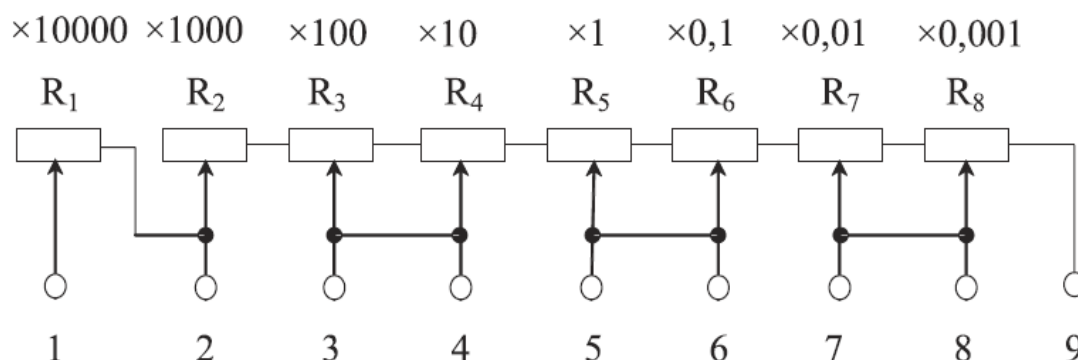 ×10000 ×1000 ×100 ×10 ×1 ×0,1 ×0,01 ×0,001
R₁ R₂ R₃ R₄ R₅ R₆ R₇ R₈
1 2 3 4 5 6 7 8 9